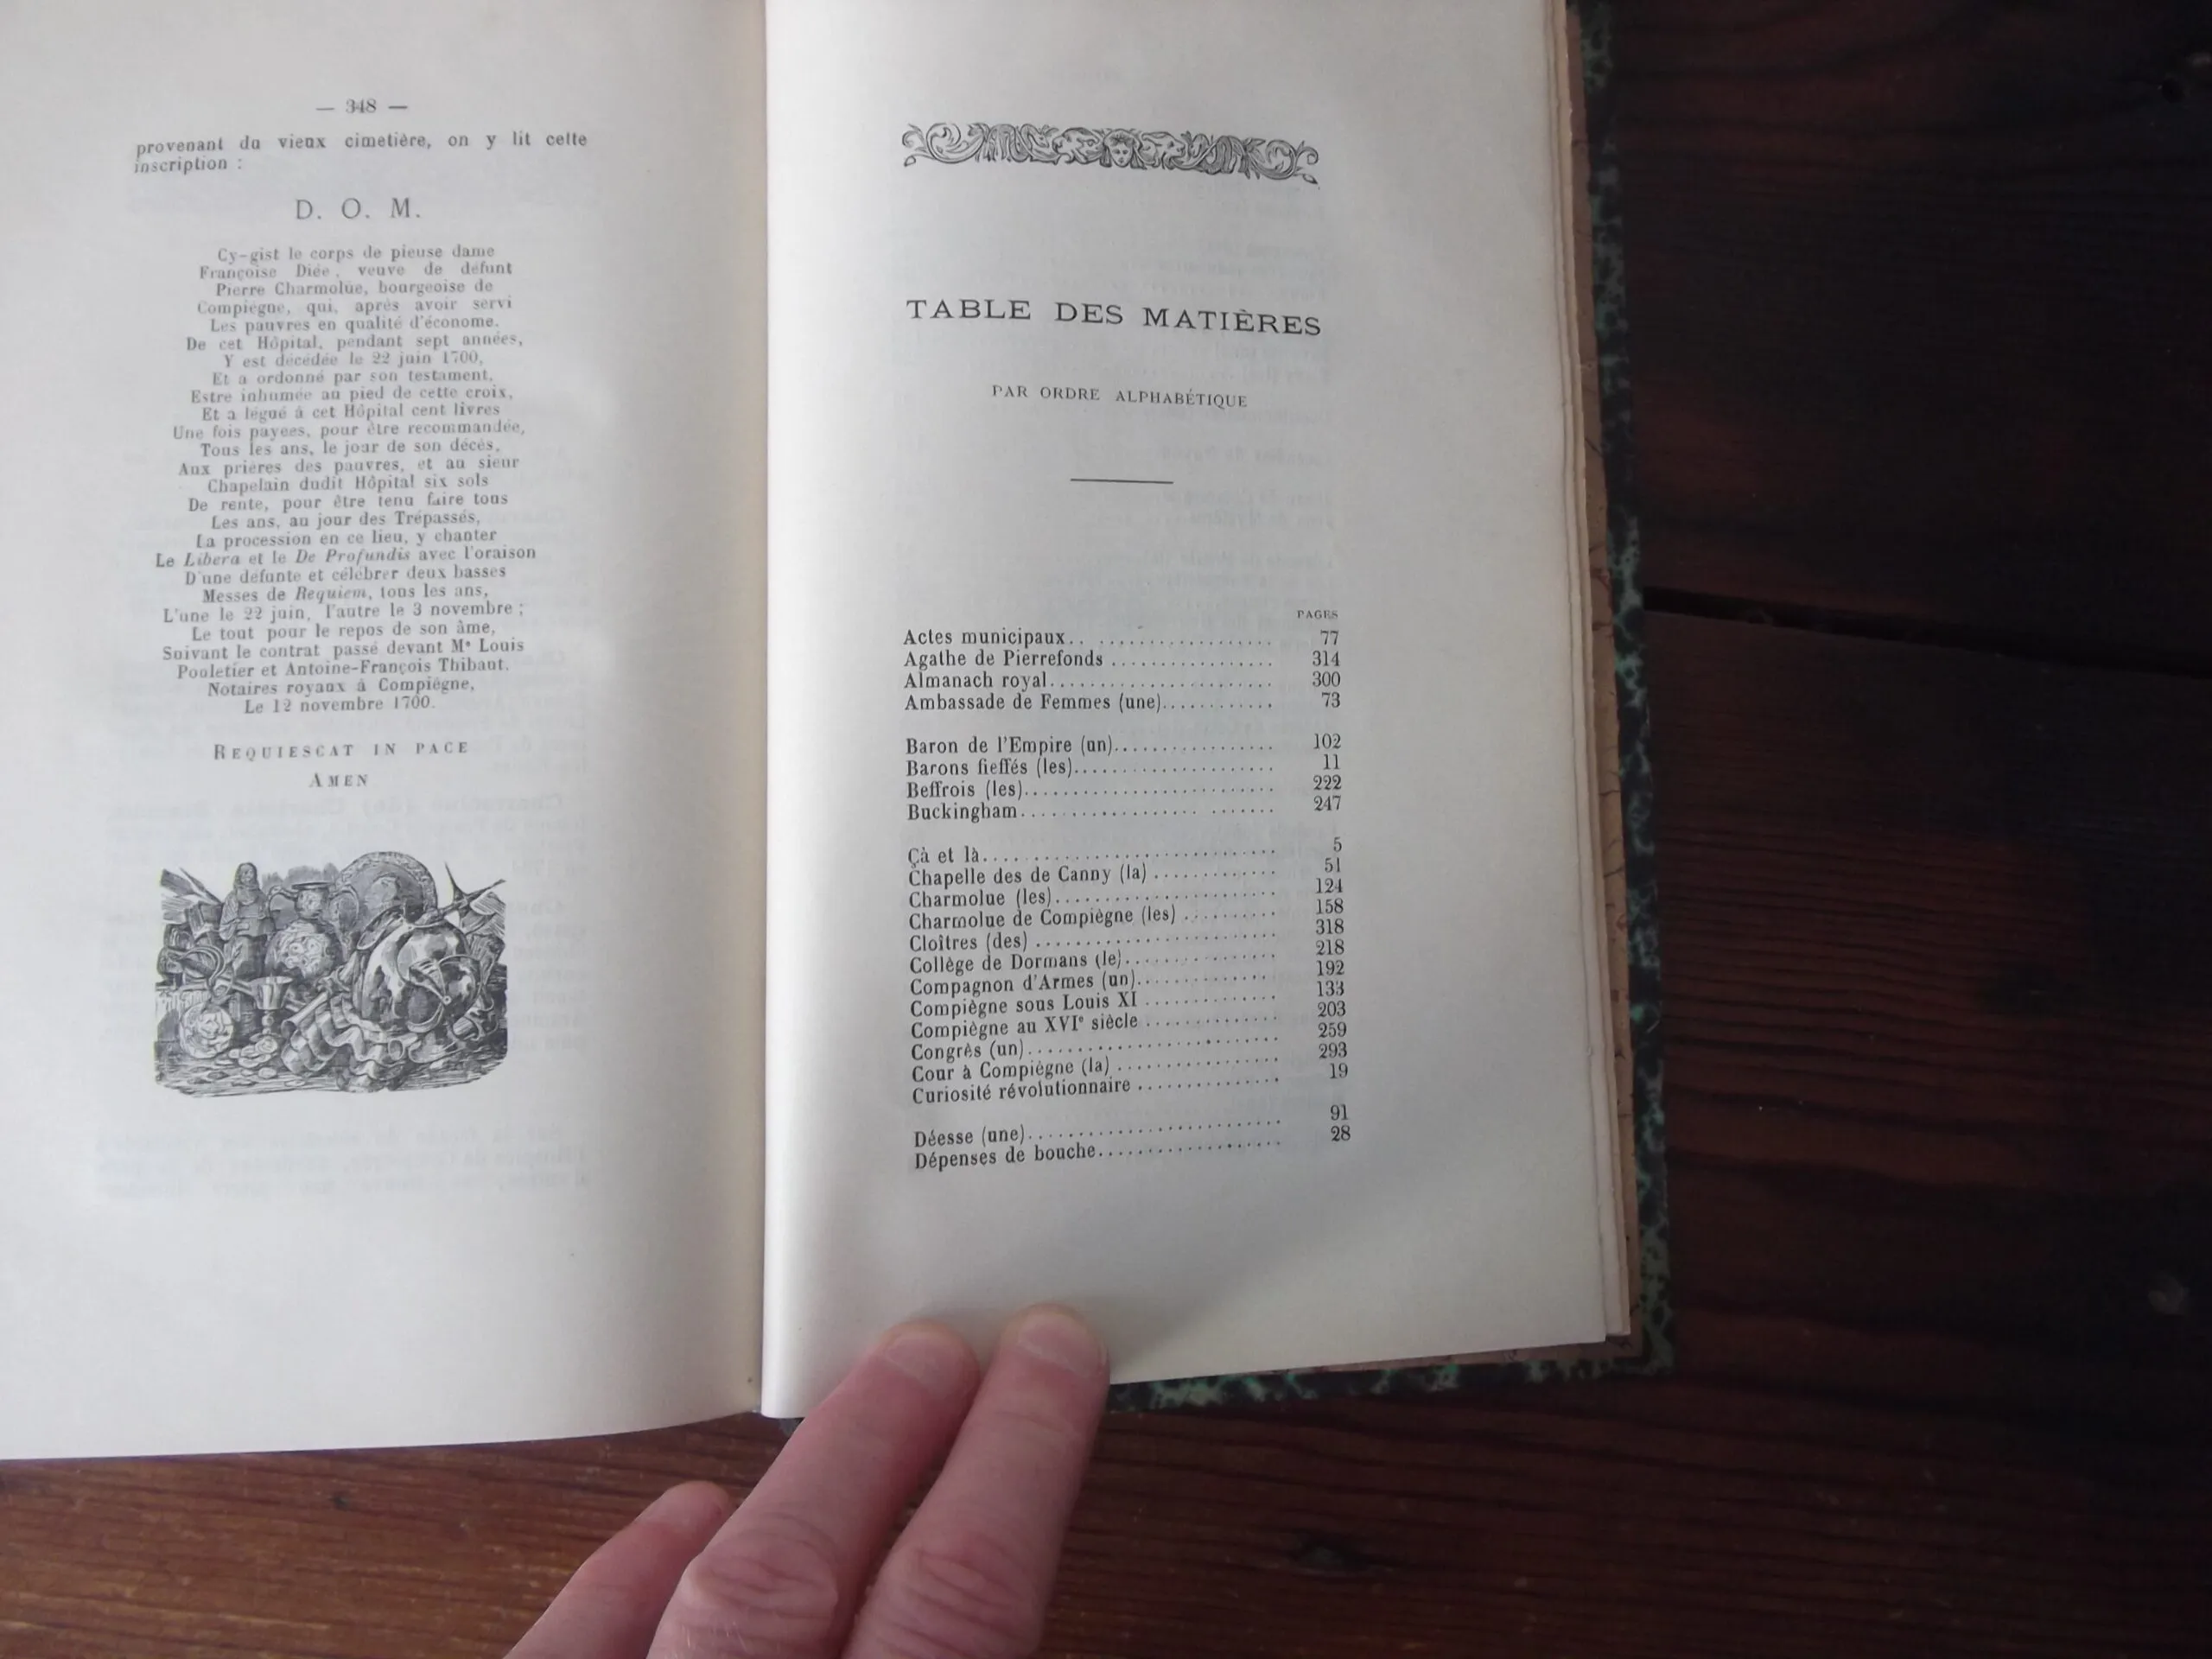 — 348 —
provenant du vieux cimetière, on y lit cette
inscription :
D. O. M.
Cy-gist le corps de pieuse dame
Françoise Diée, veuve de défunt
Pierre Charmolue, bourgeoise de
Compiègne, qui, après avoir servi
Les pauvres en qualité d'économe.
De cet Hôpital, pendant sept années,
Y est décédée le 22 juin 1700,
Et a ordonné par son testament,
Estre inhumée au pied de cette croix,
Et a légué à cet Hôpital cent livres
Une fois payées, pour être recommandée,
Tous les ans, le jour de son décès,
Aux prières des pauvres, et au sieur
Chapelain dudit Hôpital six sols
De rente, pour être tenu faire tous
Les ans, au jour des Trépassés,
La procession en ce lieu, y chanter
Le Libera et le De Profundis avec l'oraison
D'une défunte et célébrer deux basses
Messes de Requiem, tous les ans,
L'une le 22 juin, l'autre le 3 novembre ;
Le tout pour le repos de son âme,
Suivant le contrat passé devant Me Louis
Pouletier et Antoine-François Thibaut.
Notaires royaux à Compiègne,
Le 12 novembre 1700.
REQUIESCAT IN PACE
AMEN
TABLE DES MATIÈRES
PAR ORDRE ALPHABÉTIQUE
PAGES
Actes municipaux.................... 77
Agathe de Pierrefonds ................. 314
Almanach royal....................... 300
Ambassade de Femmes (une)............ 73
Baron de l'Empire (un)................. 102
Barons fieffés (les)..................... 11
Beffrois (les).......................... 222
Buckingham......................... 247
Çà et là.............................. 5
Chapelle des de Canny (la) ............. 51
Charmolue (les)....................... 124
Charmolue de Compiègne (les) .......... 158
Cloîtres (des) ......................... 318
Collège de Dormans (le)................ 218
Compagnon d'Armes (un).............. 192
Compiègne sous Louis XI .............. 133
Compiègne au XVIe siècle .............. 203
Congrès (un).......................... 259
Cour à Compiègne (la) ................. 293
Curiosité révolutionnaire ............... 19
Déesse (une).......................... 91
Dépenses de bouche................... 28